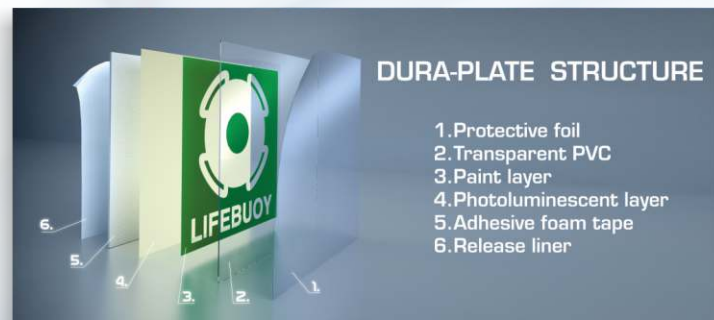 DURA-PLATE STRUCTURE
1.Protective foil
2.Transparent PVC
3.Paint layer
4.Photoluminescent layer
5.Adhesive foam tape
6.Release liner
LIFEBUOY
6.
5.
4.
3.
2.
1.